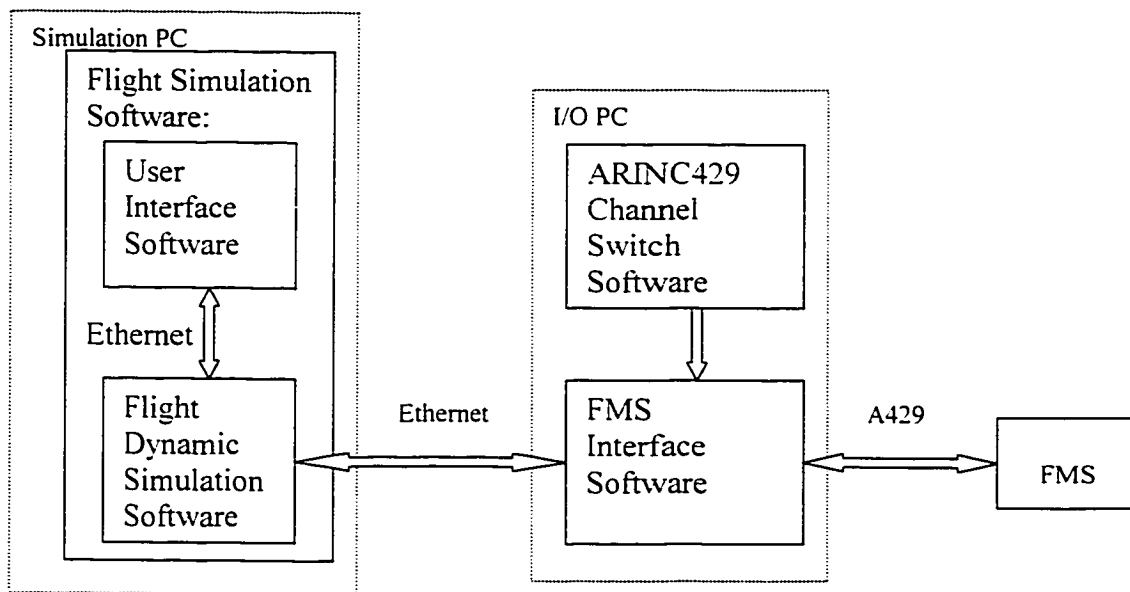 Simulation PC
Flight Simulation
Software:
User
Interface
Software
Ethernet
Flight
Dynamic
Simulation
Software
Ethernet
I/O PC
ARINC429
Channel
Switch
Software
FMS
Interface
Software
A429
FMS